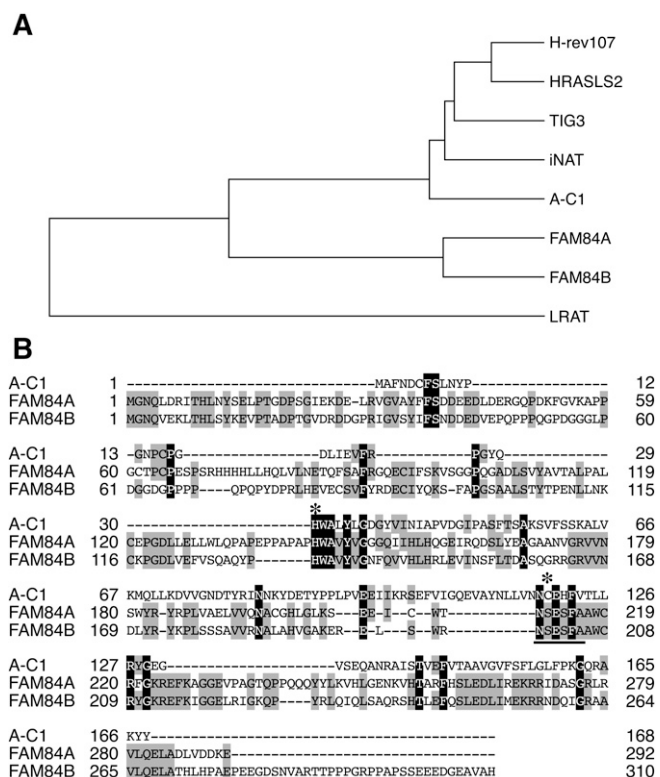 A
H-rev107
HRASLS2
TIG3
iNAT
A-C1
FAM84A
FAM84B
LRAT
B
A-C1 1 -------------------------------MAFNDCFSLNYP----------------- 12
FAM84A 1 MGNQLDRITHLNYSELPTGDPSGIEKDE-LRVGVAYFFSDDEEDLDERGQPDKFGVKAPP 59
FAM84B 1 MGNQVEKLTHLSYKEVPTADPTGVDRDDGPRIGVSYIFSNDDEDVEPQPPPQGPDGGGLP 60
A-C1 13 -GNPCPG-----------------DLIEVFR------------PGYQ------------- 29
FAM84A 60 GCTPCPESPSRHHHHLLHQLVLNETQFSAFRGQECIFSKVSGGPQGADLSVYAVTALPAL 119
FAM84B 61 DGGDGPPPP----QPQPYDPRLHEVECSVFYRDECIYQKS-FAPGSAALSTYTPENLLNK 115
*
A-C1 30 -----------------------HWALYLGDGYVINIAPVDGIPASFTSAKSVFSSKALV 66
FAM84A 120 CEPGDLLELLWLQPAPEPPAPAPHWAVYVGGGQIIHLHQGEIRQDSLYEAGAANVGRVVN 179
FAM84B 116 CKPGDLVEFVSQAQYP-------HWAVYVGNFQVVHLHRLEVINSFLTDASQGRRGRVVN 168
*
A-C1 67 KMQLLKDVVGNDTYRINNKYDETYPPLPVEEIIKRSEFVIGQEVAYNLLVNNCEHFVTLL 126
FAM84A 180 SWYR-YRPLVAELVVQNACGHLGLKS--EE-I--C--WT------------NSESFAAWC 219
FAM84B 169 DLYR-YKPLSSSAVVRNALAHVGAKER--E-L--S--WR------------NSESFAAWC 208
A-C1 127 RYGEG---------------------VSEQANRAISTVEFVTAAVGVFSFLGLFPKGQRA 165
FAM84A 220 RFGKREFKAGGEVPAGTQPPQQQYYLKVHLGENKVHTARFHSLEDLIREKRRIDASGRLR 279
FAM84B 209 RYGKREFKIGGELRIGKQP----YRLQIQLSAQRSHTLEFQSLEDLIMEKRRNDQIGRAA 264
A-C1 166 KYY------------------------------------------- 168
FAM84A 280 VLQELADLVDDKE--------------------------------- 292
FAM84B 265 VLQELATHLHPAEPEEGDSNVARTTPPPGRPPAPSSEEEDGEAVAH 310